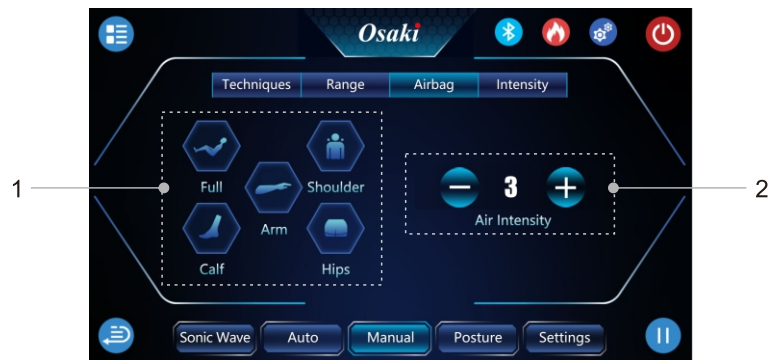 Osaki
Techniques Range Airbag Intensity
1
Full
Shoulder
Arm
Calf
Hips
3
Air Intensity
2
Sonic Wave Auto Manual Posture Settings